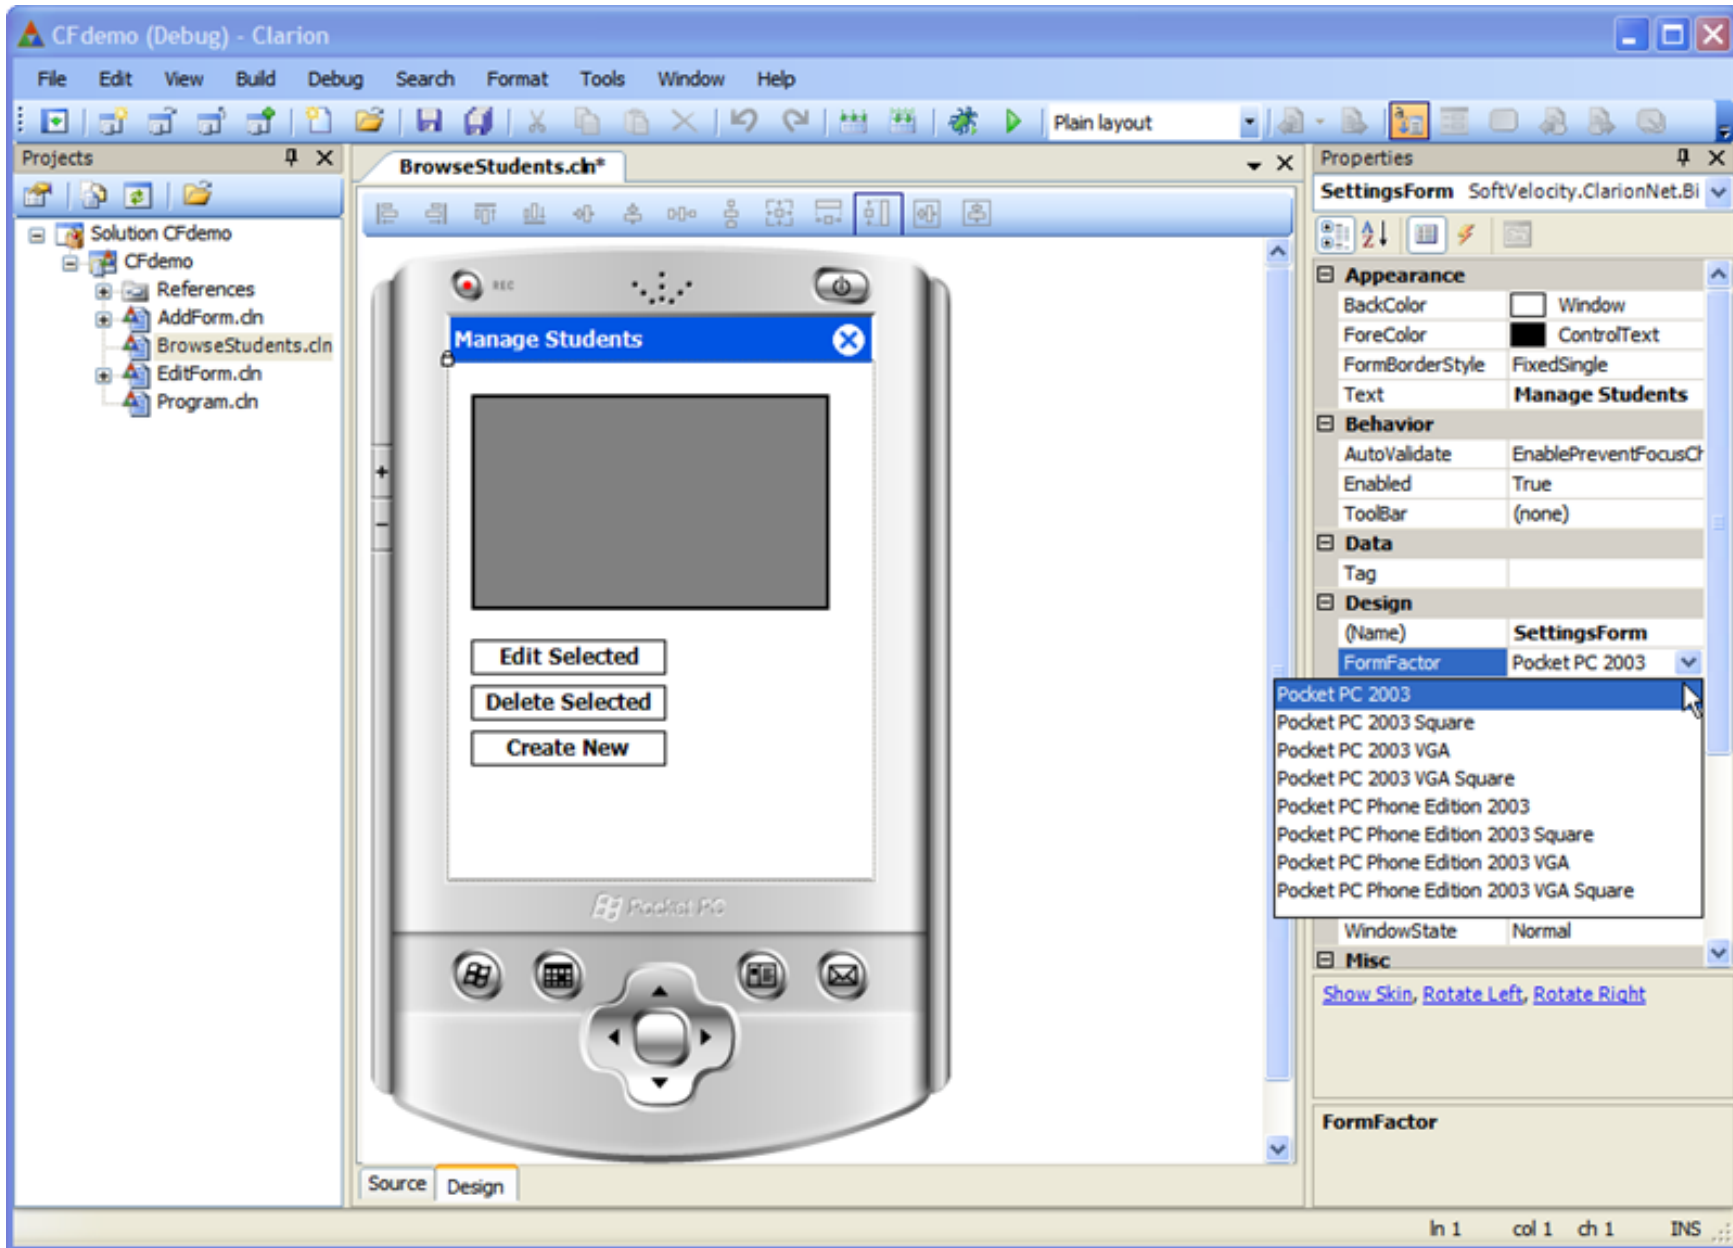 CFdemo (Debug) - Clarion
File Edit View Build Debug Search Format Tools Window Help
Plain layout
Projects
Solution CFdemo
CFdemo
References
AddForm.cln
BrowseStudents.cln
EditForm.cln
Program.cln
BrowseStudents.cln*
REC
Manage Students
Edit Selected
Delete Selected
Create New
Pocket PC
Source Design
Properties
SettingsForm SoftVelocity.ClarionNet.Bi
Appearance
BackColor Window
ForeColor ControlText
FormBorderStyle FixedSingle
Text Manage Students
Behavior
AutoValidate EnablePreventFocusCh
Enabled True
ToolBar (none)
Data
Tag
Design
(Name) SettingsForm
FormFactor Pocket PC 2003
Pocket PC 2003
Pocket PC 2003 Square
Pocket PC 2003 VGA
Pocket PC 2003 VGA Square
Pocket PC Phone Edition 2003
Pocket PC Phone Edition 2003 Square
Pocket PC Phone Edition 2003 VGA
Pocket PC Phone Edition 2003 VGA Square
WindowState Normal
Misc
Show Skin, Rotate Left, Rotate Right
FormFactor
ln 1 col 1 ch 1 INS